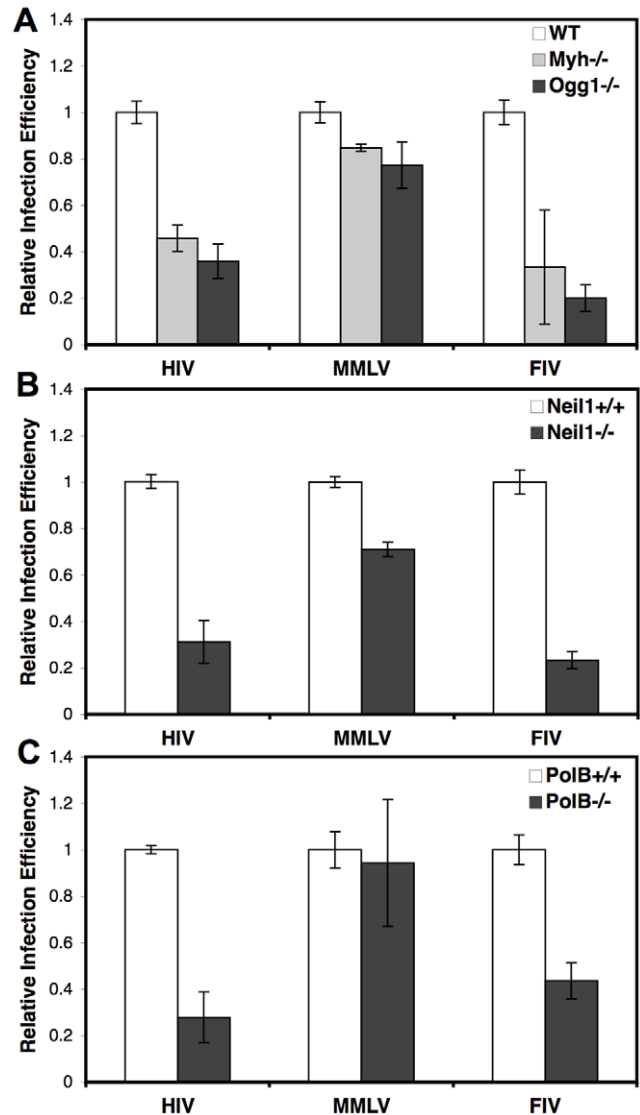 A
Relative Infection Efficiency
1.4
1.2
1
0.8
0.6
0.4
0.2
0
WT
Myh-/-
Ogg1-/-
HIV MMLV FIV
B
Relative Infection Efficiency
1.4
1.2
1
0.8
0.6
0.4
0.2
0
Neil1+/+
Neil1-/-
HIV MMLV FIV
C
Relative Infection Efficiency
1.4
1.2
1
0.8
0.6
0.4
0.2
0
PolB+/+
PolB-/-
HIV MMLV FIV